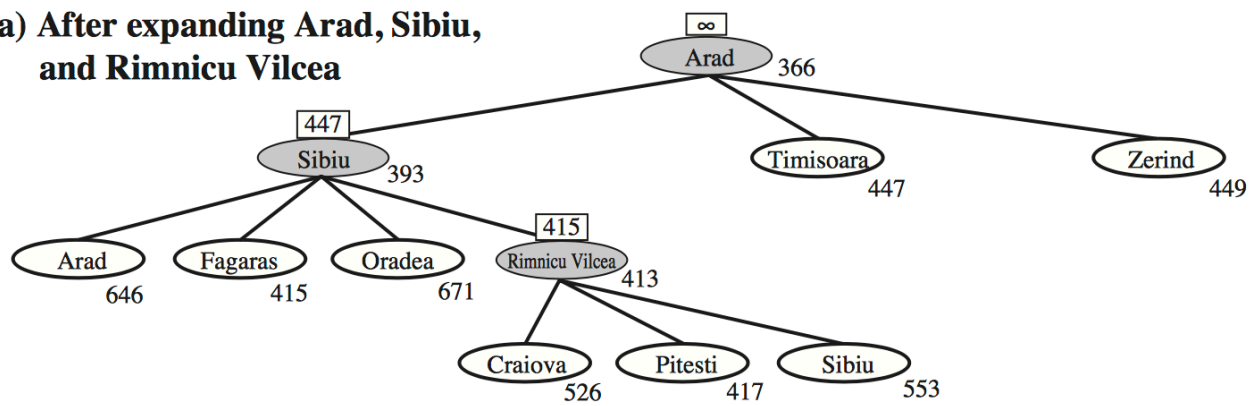 a) After expanding Arad, Sibiu,
and Rimnicu Vilcea
∞
Arad
366
447
Sibiu
393
Timisoara
447
Zerind
449
Arad
646
Fagaras
415
Oradea
671
415
Rimnicu Vilcea
413
Craiova
526
Pitesti
417
Sibiu
553